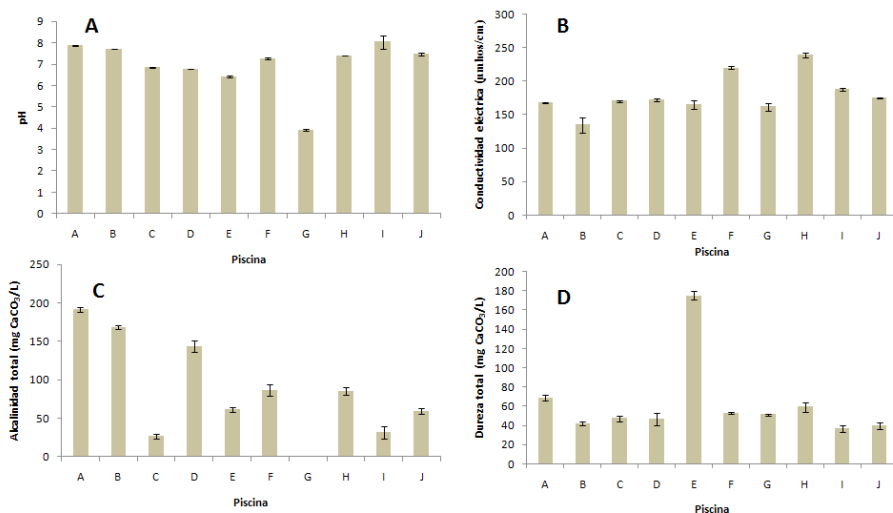 A
pH
9
8
7
6
5
4
3
2
1
0
A B C D E F G H I J
Piscina
B
Conductividad eléctrica (µmhos/cm)
300
250
200
150
100
50
0
A B C D E F G H I J
Piscina
C
Alcalinidad total (mg CaCO₃/L)
250
200
150
100
50
0
A B C D E F G H I J
Piscina
D
Dureza total (mg CaCO₃/L)
200
180
160
140
120
100
80
60
40
20
0
A B C D E F G H I J
Piscina